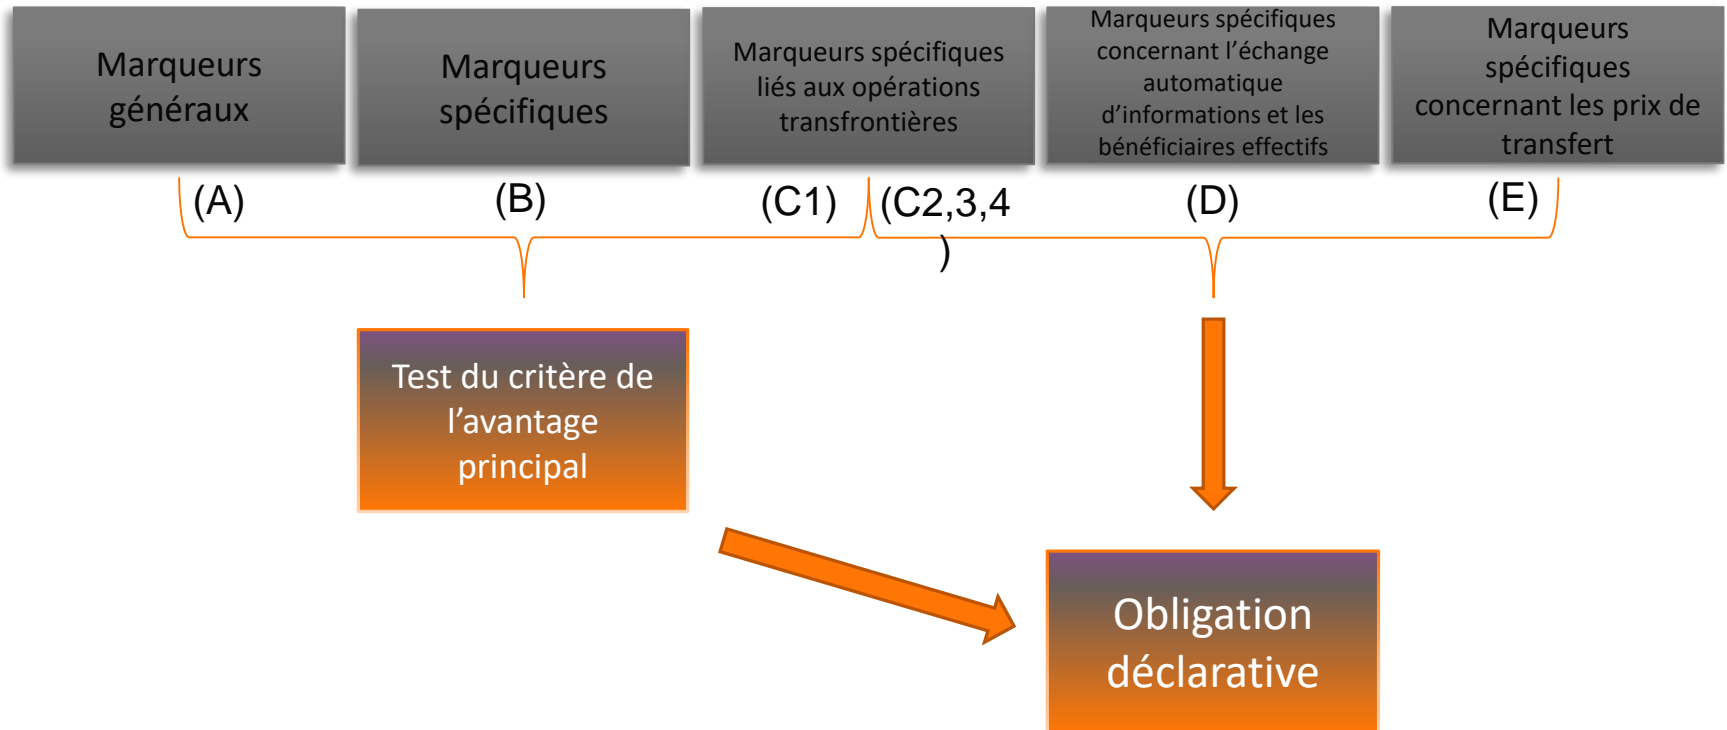 Marqueurs
généraux
Marqueurs
spécifiques
Marqueurs spécifiques
liés aux opérations
transfrontières
Marqueurs spécifiques
concernant l’échange
automatique
d’informations et les
bénéficiaires effectifs
Marqueurs
spécifiques
concernant les prix de
transfert
(A)
(B)
(C1)
(C2,3,4
)
(D)
(E)
Test du critère de
l’avantage
principal
Obligation
déclarative